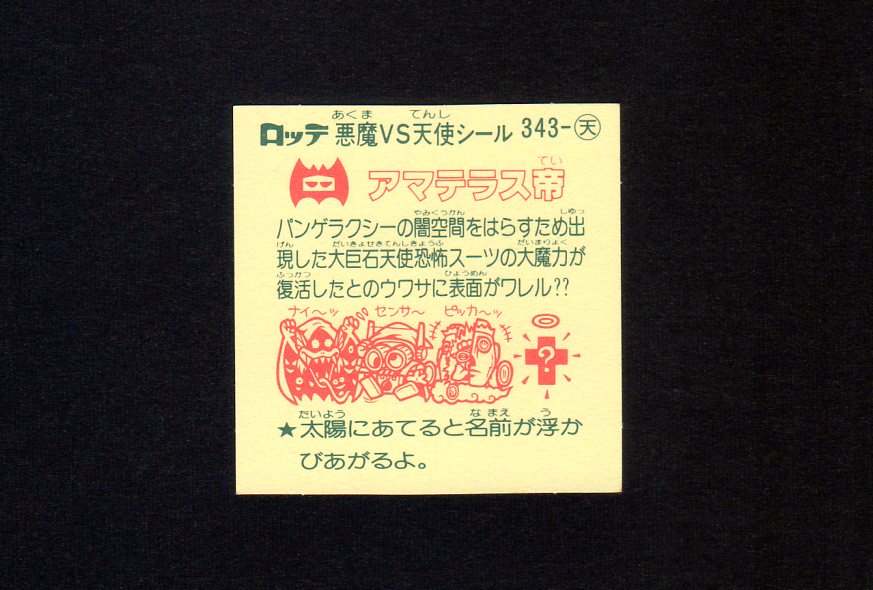 ロッテ 悪魔VS天使シール 343-天
アマテラス帝
パンゲラクシーの闇空間をはらすため出
現した大巨石天使恐怖スーツの大魔力が
復活したとのウワサに表面がワレル??
ナイ〜ッ センサ〜 ピッカ〜ッ
?
★太陽にあてると名前が浮か
びあがるよ。